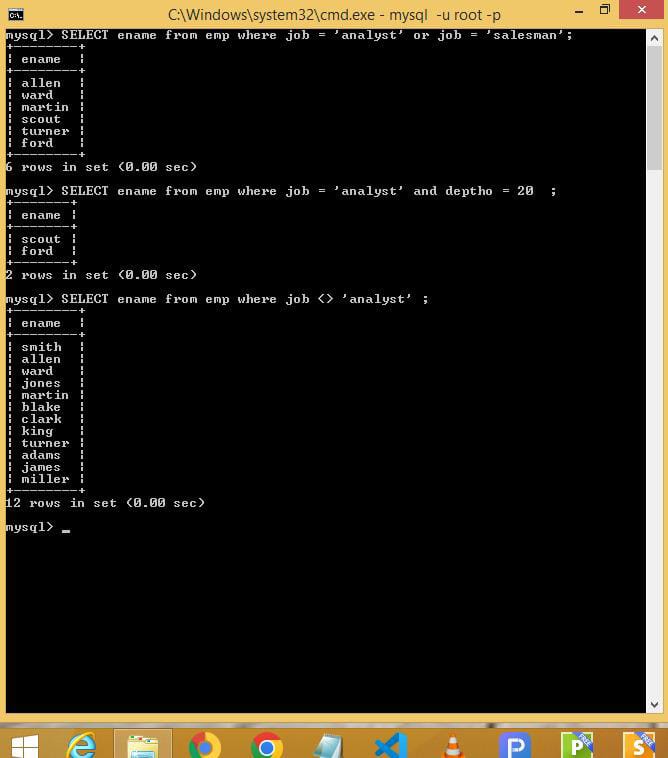 C:\Windows\system32\cmd.exe - mysql  -u root -p
mysql> SELECT ename from emp where job = 'analyst' or job = 'salesman';
+--------+
| ename  |
+--------+
| allen  |
| ward   |
| martin |
| scout  |
| turner |
| ford   |
+--------+
6 rows in set (0.00 sec)
mysql> SELECT ename from emp where job = 'analyst' and deptho = 20  ;
+-------+
| ename |
+-------+
| scout |
| ford  |
+-------+
2 rows in set (0.00 sec)
mysql> SELECT ename from emp where job <> 'analyst' ;
+--------+
| ename  |
+--------+
| smith  |
| allen  |
| ward   |
| jones  |
| martin |
| blake  |
| clark  |
| king   |
| turner |
| adams  |
| james  |
| miller |
+--------+
12 rows in set (0.00 sec)
mysql> _
P FREE S FREE